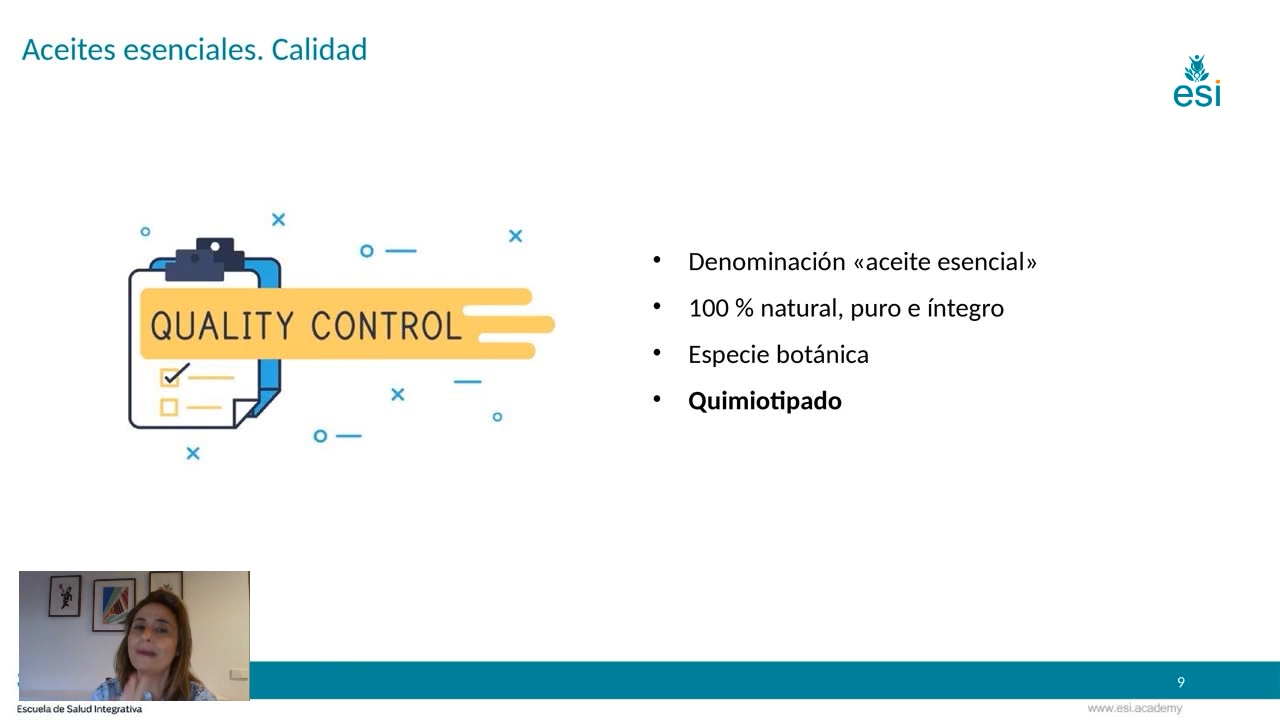 Aceites esenciales. Calidad
esi
QUALITY CONTROL
• Denominación «aceite esencial»
• 100 % natural, puro e íntegro
• Especie botánica
• Quimiotipado
9
Escuela de Salud Integrativa
www.esi.academy